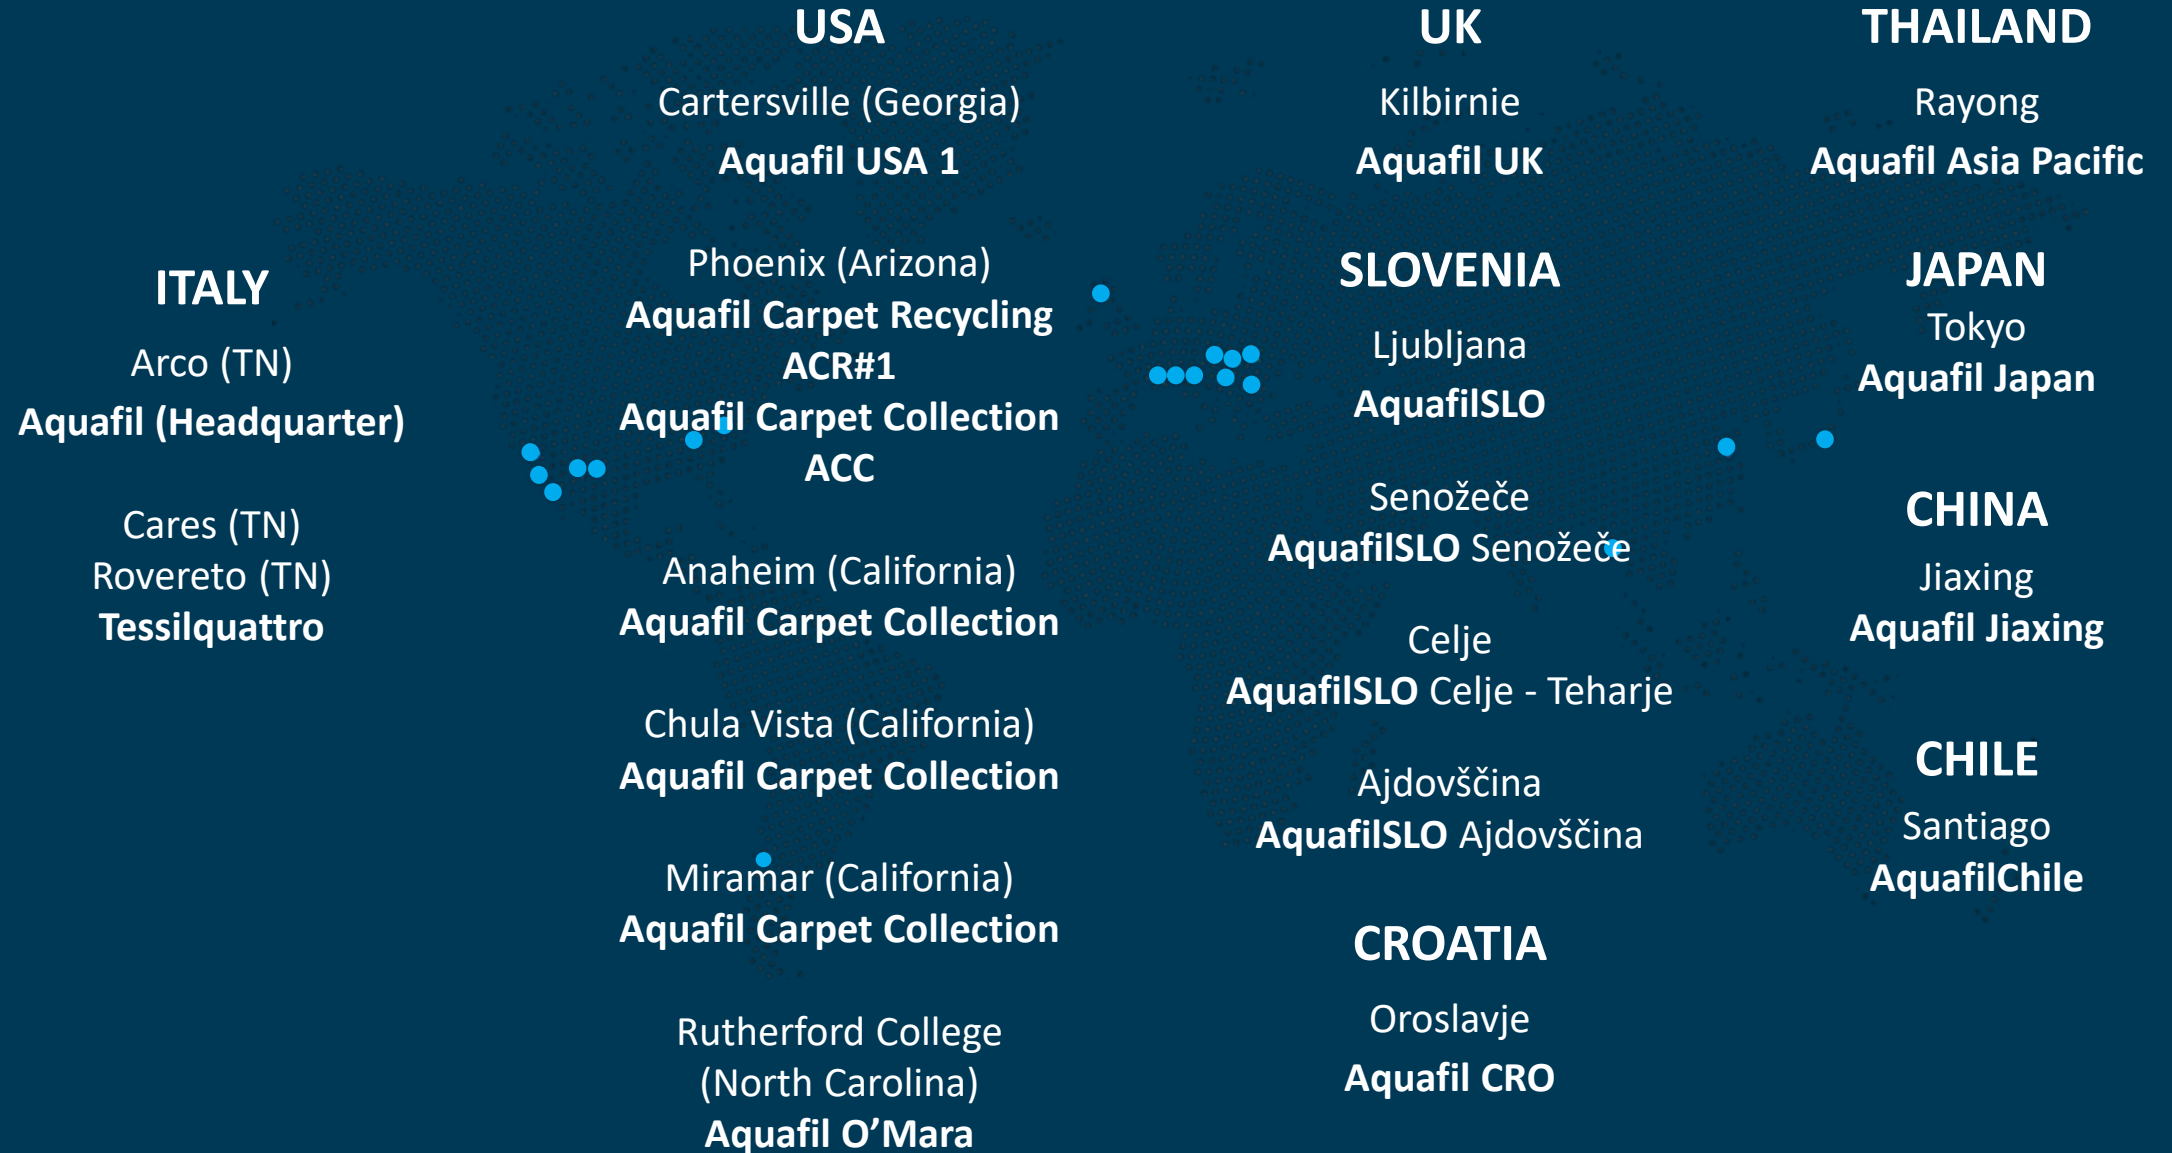 ITALY
Arco (TN)
Aquafil (Headquarter)
Cares (TN)
Rovereto (TN)
Tessilquattro
USA
Cartersville (Georgia)
Aquafil USA 1
Phoenix (Arizona)
Aquafil Carpet Recycling
ACR#1
Aquafil Carpet Collection
ACC
Anaheim (California)
Aquafil Carpet Collection
Chula Vista (California)
Aquafil Carpet Collection
Miramar (California)
Aquafil Carpet Collection
Rutherford College
(North Carolina)
Aquafil O’Mara
UK
Kilbirnie
Aquafil UK
SLOVENIA
Ljubljana
AquafilSLO
Senožeče
AquafilSLO Senožeče
Celje
AquafilSLO Celje - Teharje
Ajdovščina
AquafilSLO Ajdovščina
CROATIA
Oroslavje
Aquafil CRO
THAILAND
Rayong
Aquafil Asia Pacific
JAPAN
Tokyo
Aquafil Japan
CHINA
Jiaxing
Aquafil Jiaxing
CHILE
Santiago
AquafilChile